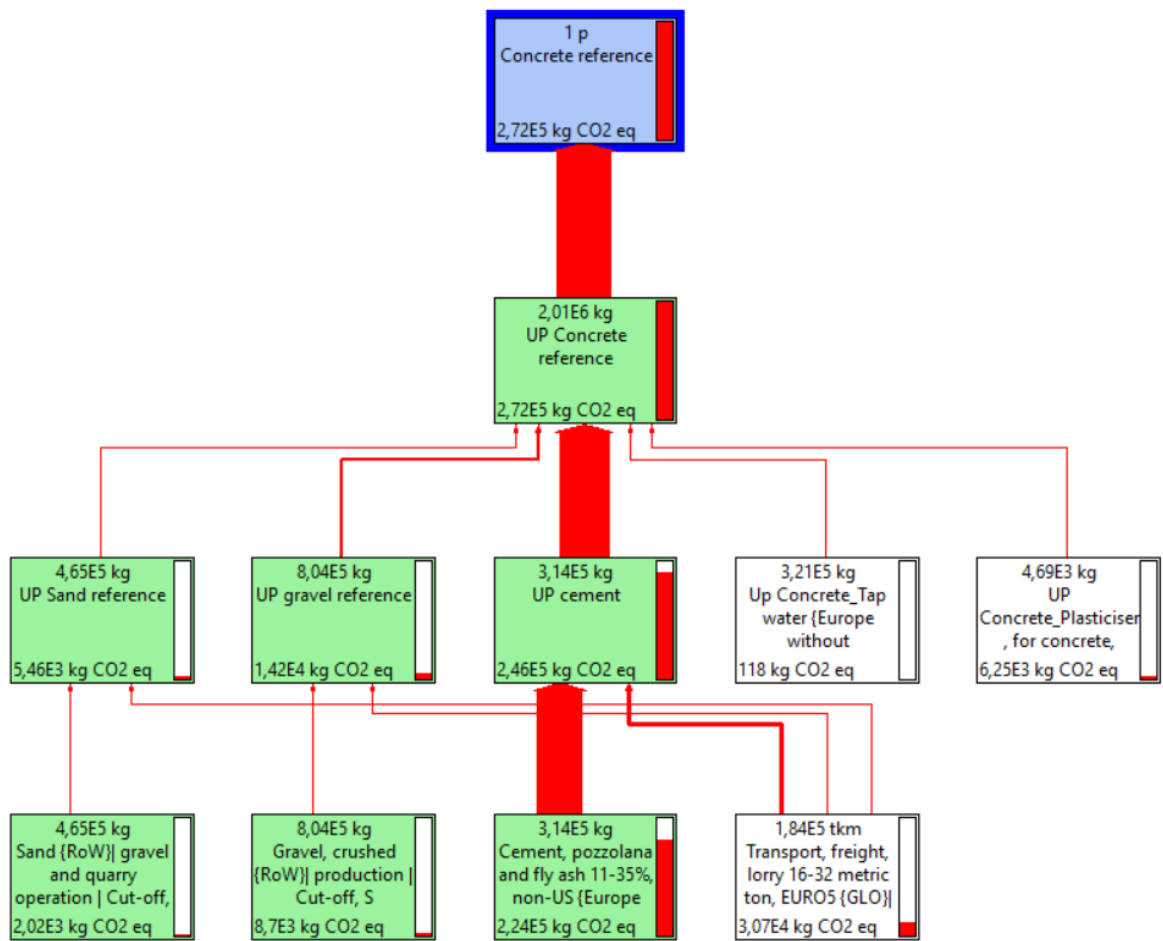 1 p
Concrete reference
2,72E5 kg CO2 eq
2,01E6 kg
UP Concrete
reference
2,72E5 kg CO2 eq
4,65E5 kg
UP Sand reference
5,46E3 kg CO2 eq
8,04E5 kg
UP gravel reference
1,42E4 kg CO2 eq
3,14E5 kg
UP cement
2,46E5 kg CO2 eq
3,21E5 kg
Up Concrete_Tap
water {Europe
without
118 kg CO2 eq
4,69E3 kg
UP
Concrete_Plasticiser
, for concrete,
6,25E3 kg CO2 eq
4,65E5 kg
Sand {RoW}| gravel
and quarry
operation | Cut-off,
2,02E3 kg CO2 eq
8,04E5 kg
Gravel, crushed
{RoW}| production |
Cut-off, S
8,7E3 kg CO2 eq
3,14E5 kg
Cement, pozzolana
and fly ash 11-35%,
non-US {Europe
2,24E5 kg CO2 eq
1,84E5 tkm
Transport, freight,
lorry 16-32 metric
ton, EURO5 {GLO}|
3,07E4 kg CO2 eq